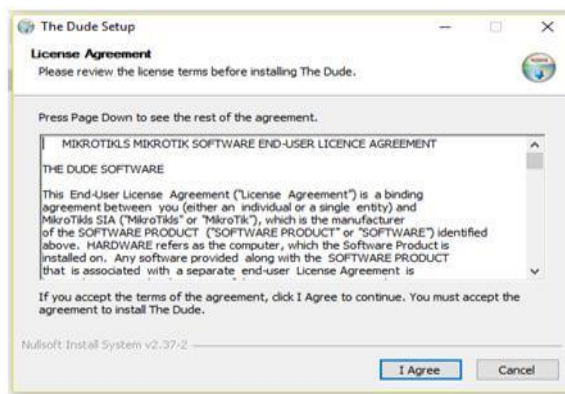 The Dude Setup
License Agreement
Please review the license terms before installing The Dude.
Press Page Down to see the rest of the agreement.
MIKROTIKLS MIKROTIK SOFTWARE END-USER LICENCE AGREEMENT
THE DUDE SOFTWARE
This End-User License Agreement ("License Agreement") is a binding
agreement between you (either an individual or a single entity) and
MikroTikls SIA ("MikroTikls" or "MikroTik"), which is the manufacturer
of the SOFTWARE PRODUCT ("SOFTWARE PRODUCT" or "SOFTWARE") identified
above. HARDWARE refers as the computer, which the Software Product is
installed on. Any software provided along with the SOFTWARE PRODUCT
that is associated with a separate end-user License Agreement is
If you accept the terms of the agreement, click I Agree to continue. You must accept the
agreement to install The Dude.
Nullsoft Install System v2.37-2
I Agree Cancel